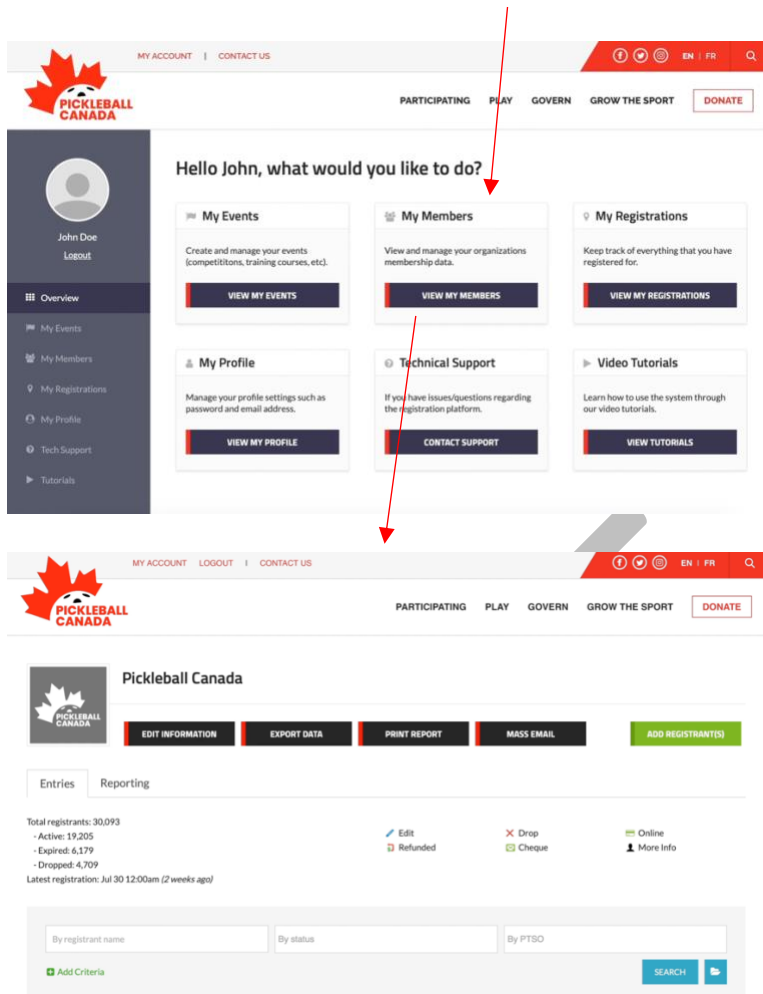 MY ACCOUNT | CONTACT US
EN | FR
PICKLEBALL
CANADA
PARTICIPATING PLAY GOVERN GROW THE SPORT DONATE
John Doe
Logout
Overview
My Events
My Members
My Registrations
My Profile
Tech Support
Tutorials
Hello John, what would you like to do?
My Events
Create and manage your events
(competititons, training courses, etc).
VIEW MY EVENTS
My Members
View and manage your organizations
membership data.
VIEW MY MEMBERS
My Registrations
Keep track of everything that you have
registered for.
VIEW MY REGISTRATIONS
My Profile
Manage your profile settings such as
password and email address.
VIEW MY PROFILE
Technical Support
If you have issues/questions regarding
the registration platform.
CONTACT SUPPORT
Video Tutorials
Learn how to use the system through
our video tutorials.
VIEW TUTORIALS
MY ACCOUNT LOGOUT | CONTACT US
EN | FR
PICKLEBALL
CANADA
PARTICIPATING PLAY GOVERN GROW THE SPORT DONATE
PICKLEBALL
CANADA
Pickleball Canada
EDIT INFORMATION EXPORT DATA PRINT REPORT MASS EMAIL ADD REGISTRANT(S)
Entries Reporting
Total registrants: 30,093
- Active: 19,205
- Expired: 6,179
- Dropped: 4,709
Latest registration: Jul 30 12:00am (2 weeks ago)
Edit Drop Online
Refunded Cheque More Info
By registrant name By status By PTSO
Add Criteria SEARCH